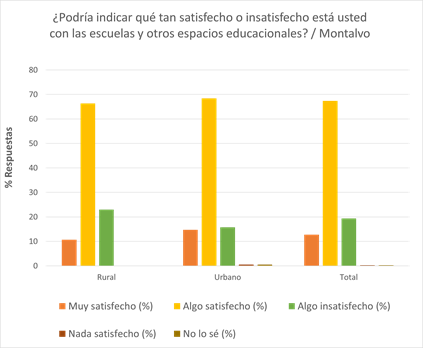 ¿Podría indicar qué tan satisfecho o insatisfecho está usted
con las escuelas y otros espacios educacionales? / Montalvo
80
70
60
50
40
30
20
10
0
% Respuestas
Rural Urbano Total
Muy satisfecho (%) Algo satisfecho (%) Algo insatisfecho (%)
Nada satisfecho (%) No lo sé (%)